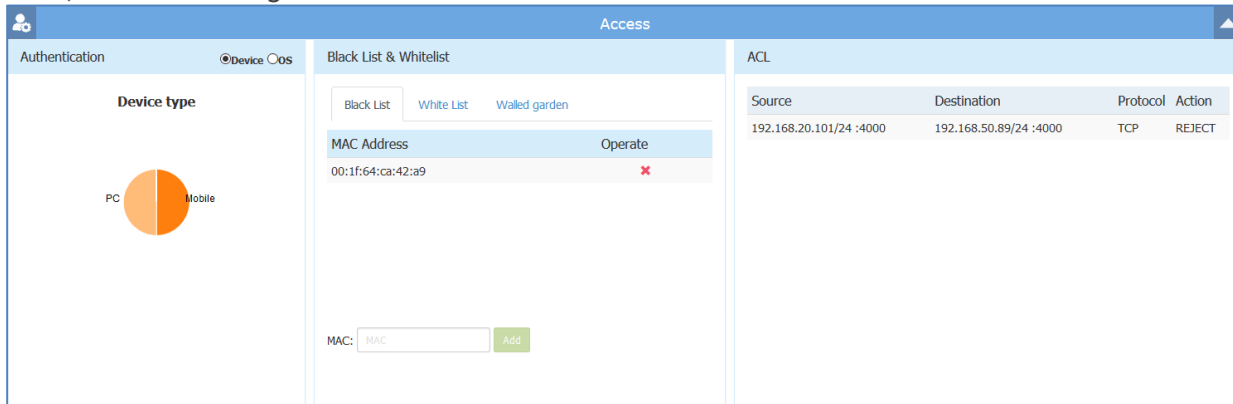 Access
Authentication
Device OS
Device type
PC
Mobile
Black List & Whitelist
Black List White List Walled garden
MAC Address Operate
00:1f:64:ca:42:a9
MAC: MAC Add
ACL
Source Destination Protocol Action
192.168.20.101/24 :4000 192.168.50.89/24 :4000 TCP REJECT